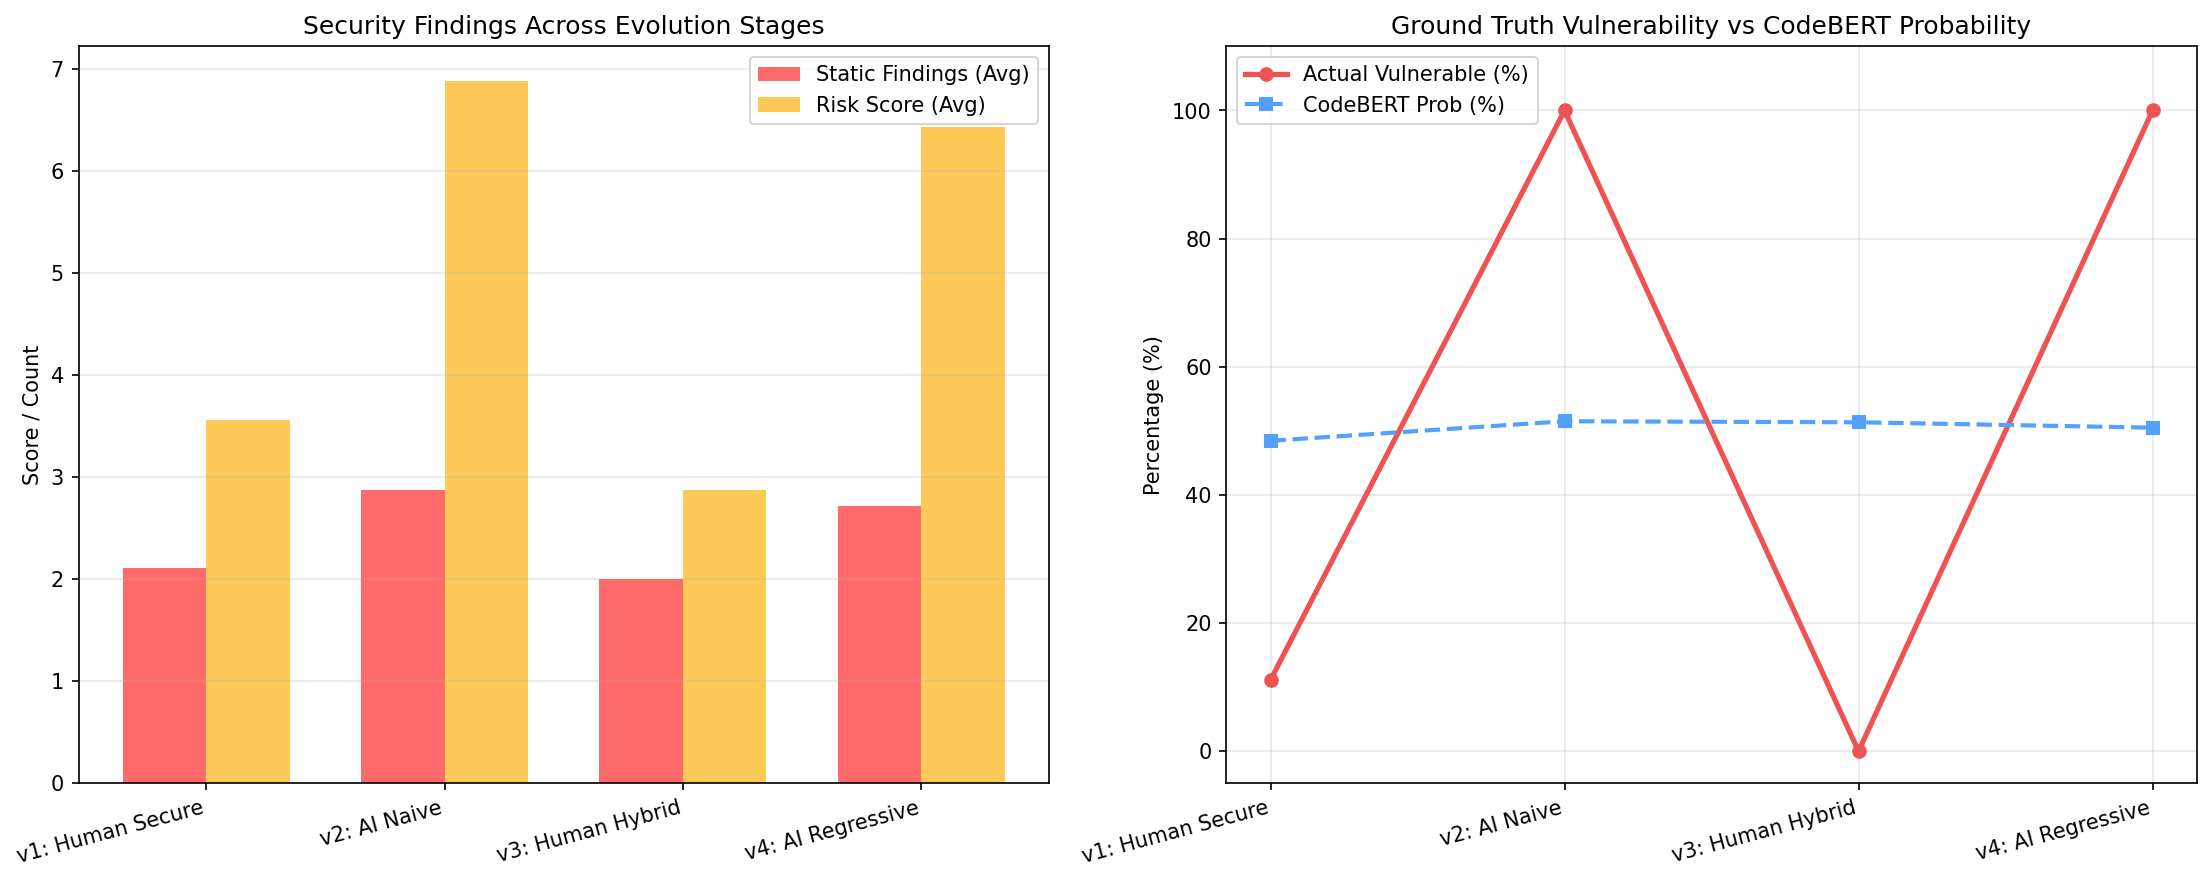 Security Findings Across Evolution Stages
Static Findings (Avg)
Risk Score (Avg)
Score / Count
7
6
5
4
3
2
1
0
v1: Human Secure
v2: AI Naive
v3: Human Hybrid
v4: AI Regressive
Ground Truth Vulnerability vs CodeBERT Probability
Actual Vulnerable (%)
CodeBERT Prob (%)
Percentage (%)
100
80
60
40
20
0
v1: Human Secure
v2: AI Naive
v3: Human Hybrid
v4: AI Regressive